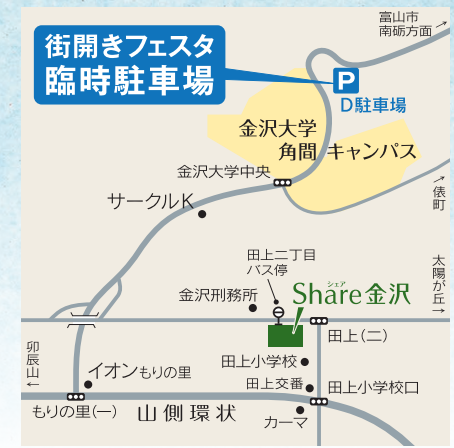 富山市
南砺方面
街開きフェスタ
臨時駐車場
P
D駐車場
金沢大学
角間キャンパス
金沢大学中央
俵町
サークルK
田上二丁目
バス停
太陽が丘
金沢刑務所
シェア
Share金沢
田上(二)
卯辰山
田上小学校
イオンもりの里
田上交番
田上小学校口
もりの里(一)
山側環状
カーマ